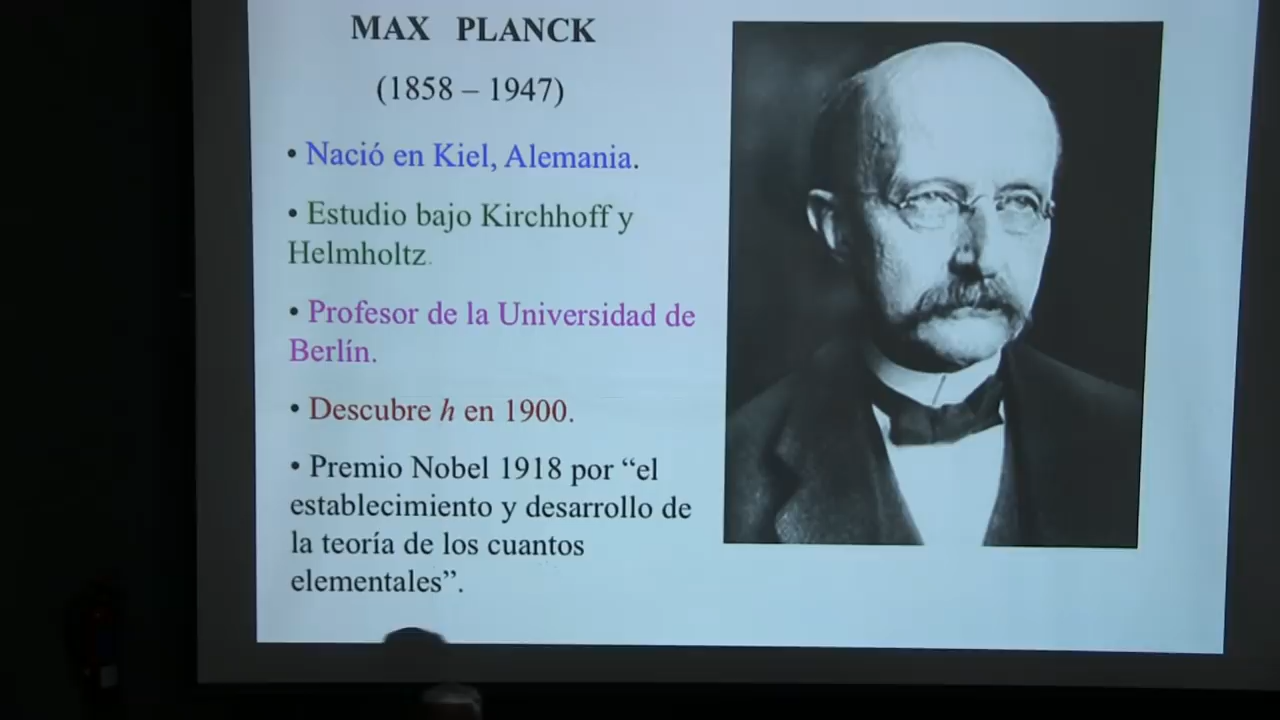 MAX PLANCK
(1858 – 1947)
• Nació en Kiel, Alemania.
• Estudio bajo Kirchhoff y
Helmholtz.
• Profesor de la Universidad de
Berlín.
• Descubre h en 1900.
• Premio Nobel 1918 por “el
establecimiento y desarrollo de
la teoría de los cuantos
elementales”.